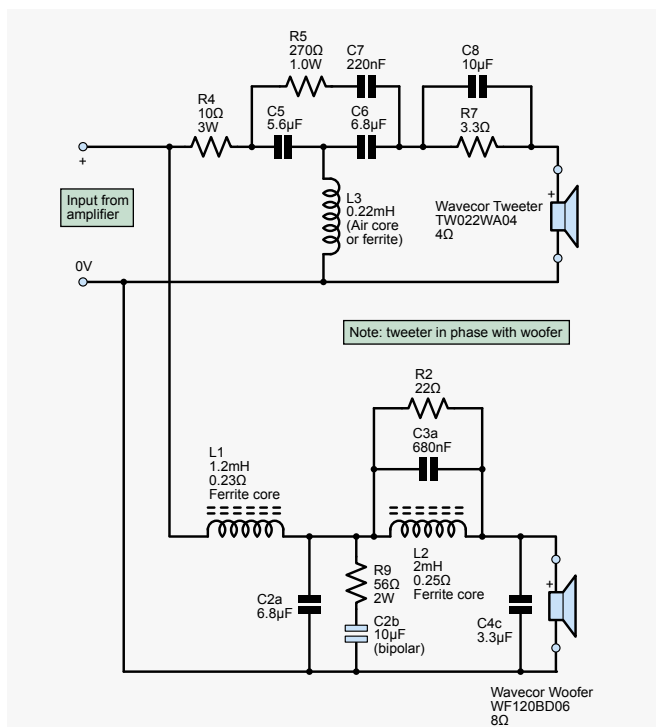 R5
270Ω
1.0W
C7
220nF
C8
10µF
R4
10Ω
3W
C5
5.6µF
C6
6.8µF
R7
3.3Ω
+
Input from
amplifier
L3
0.22mH
(Air core
or ferrite)
+
Wavecor Tweeter
TW022WA04
4Ω
0V
Note: tweeter in phase with woofer
R2
22Ω
C3a
680nF
L1
1.2mH
0.23Ω
Ferrite core
L2
2mH
0.25Ω
Ferrite core
R9
56Ω
2W
C2a
6.8µF
C2b
10µF
(bipolar)
C4c
3.3µF
+
Wavecor Woofer
WF120BD06
8Ω